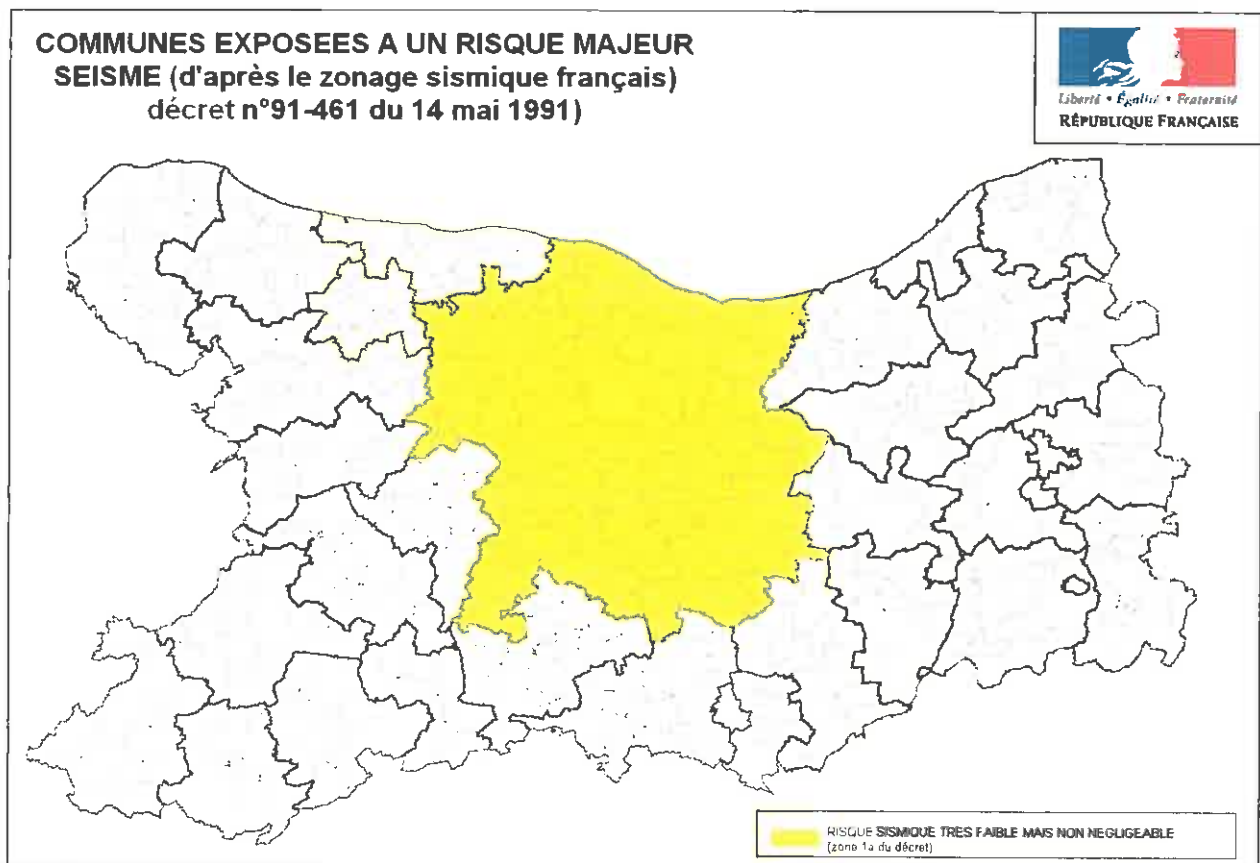 COMMUNES EXPOSEES A UN RISQUE MAJEUR
SEISME (d'après le zonage sismique français)
décret n°91-461 du 14 mai 1991)
Liberté • Égalité • Fraternité
RÉPUBLIQUE FRANÇAISE
RISQUE SISMIQUE TRES FAIBLE MAIS NON NEGLIGEABLE
(zone 1a du décret)